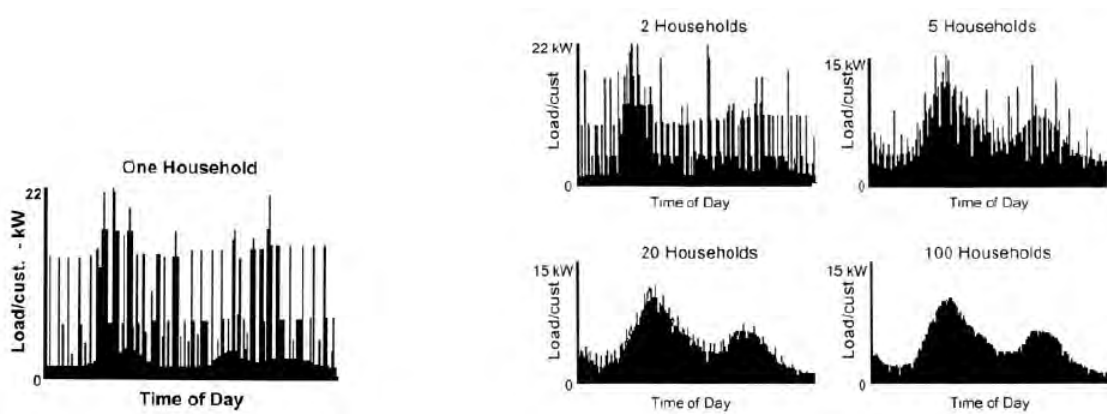 One Household
22
Load/cust. - kW
0
Time of Day
2 Households
22 kW
Load/cust
0
Time of Day
5 Households
15 kW
Load/cust
0
Time of Day
20 Households
15 kW
Load/cust
0
Time of Day
100 Households
15 kW
Load/cust
0
Time of Day